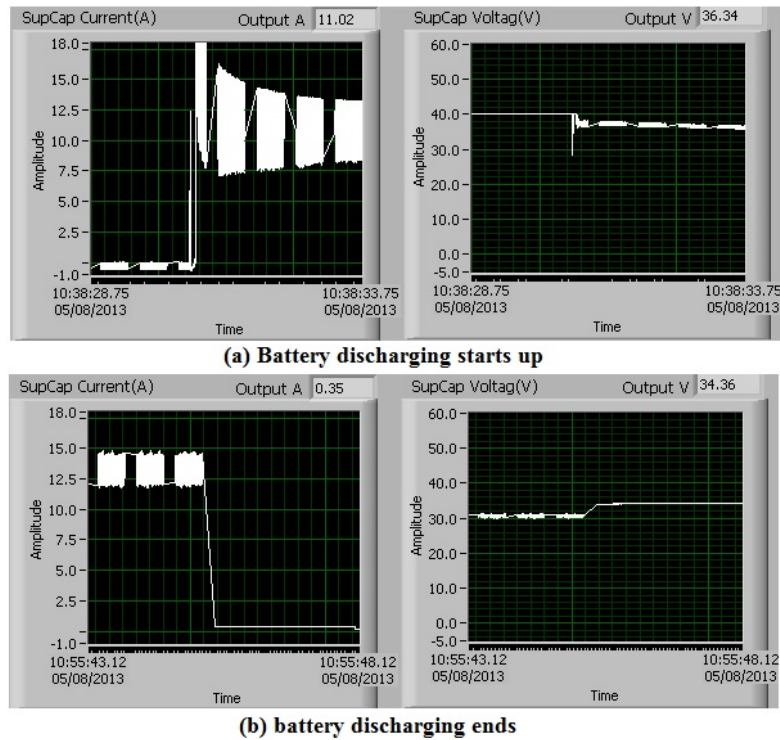 SupCap Current(A) Output A 11.02
18.0
15.0
12.5
10.0
7.5
5.0
2.5
-1.0
Amplitude
10:38:28.75 10:38:33.75
05/08/2013 05/08/2013
Time
SupCap Voltag(V) Output V 36.34
60.0
50.0
40.0
30.0
20.0
10.0
0.0
-5.0
Amplitude
10:38:28.75 10:38:33.75
05/08/2013 05/08/2013
Time
(a) Battery discharging starts up
SupCap Current(A) Output A 0.35
18.0
15.0
12.5
10.0
7.5
5.0
2.5
-1.0
Amplitude
10:55:43.12 10:55:48.12
05/08/2013 05/08/2013
Time
SupCap Voltag(V) Output V 34.36
60.0
50.0
40.0
30.0
20.0
10.0
0.0
-5.0
Amplitude
10:55:43.12 10:55:48.12
05/08/2013 05/08/2013
Time
(b) battery discharging ends